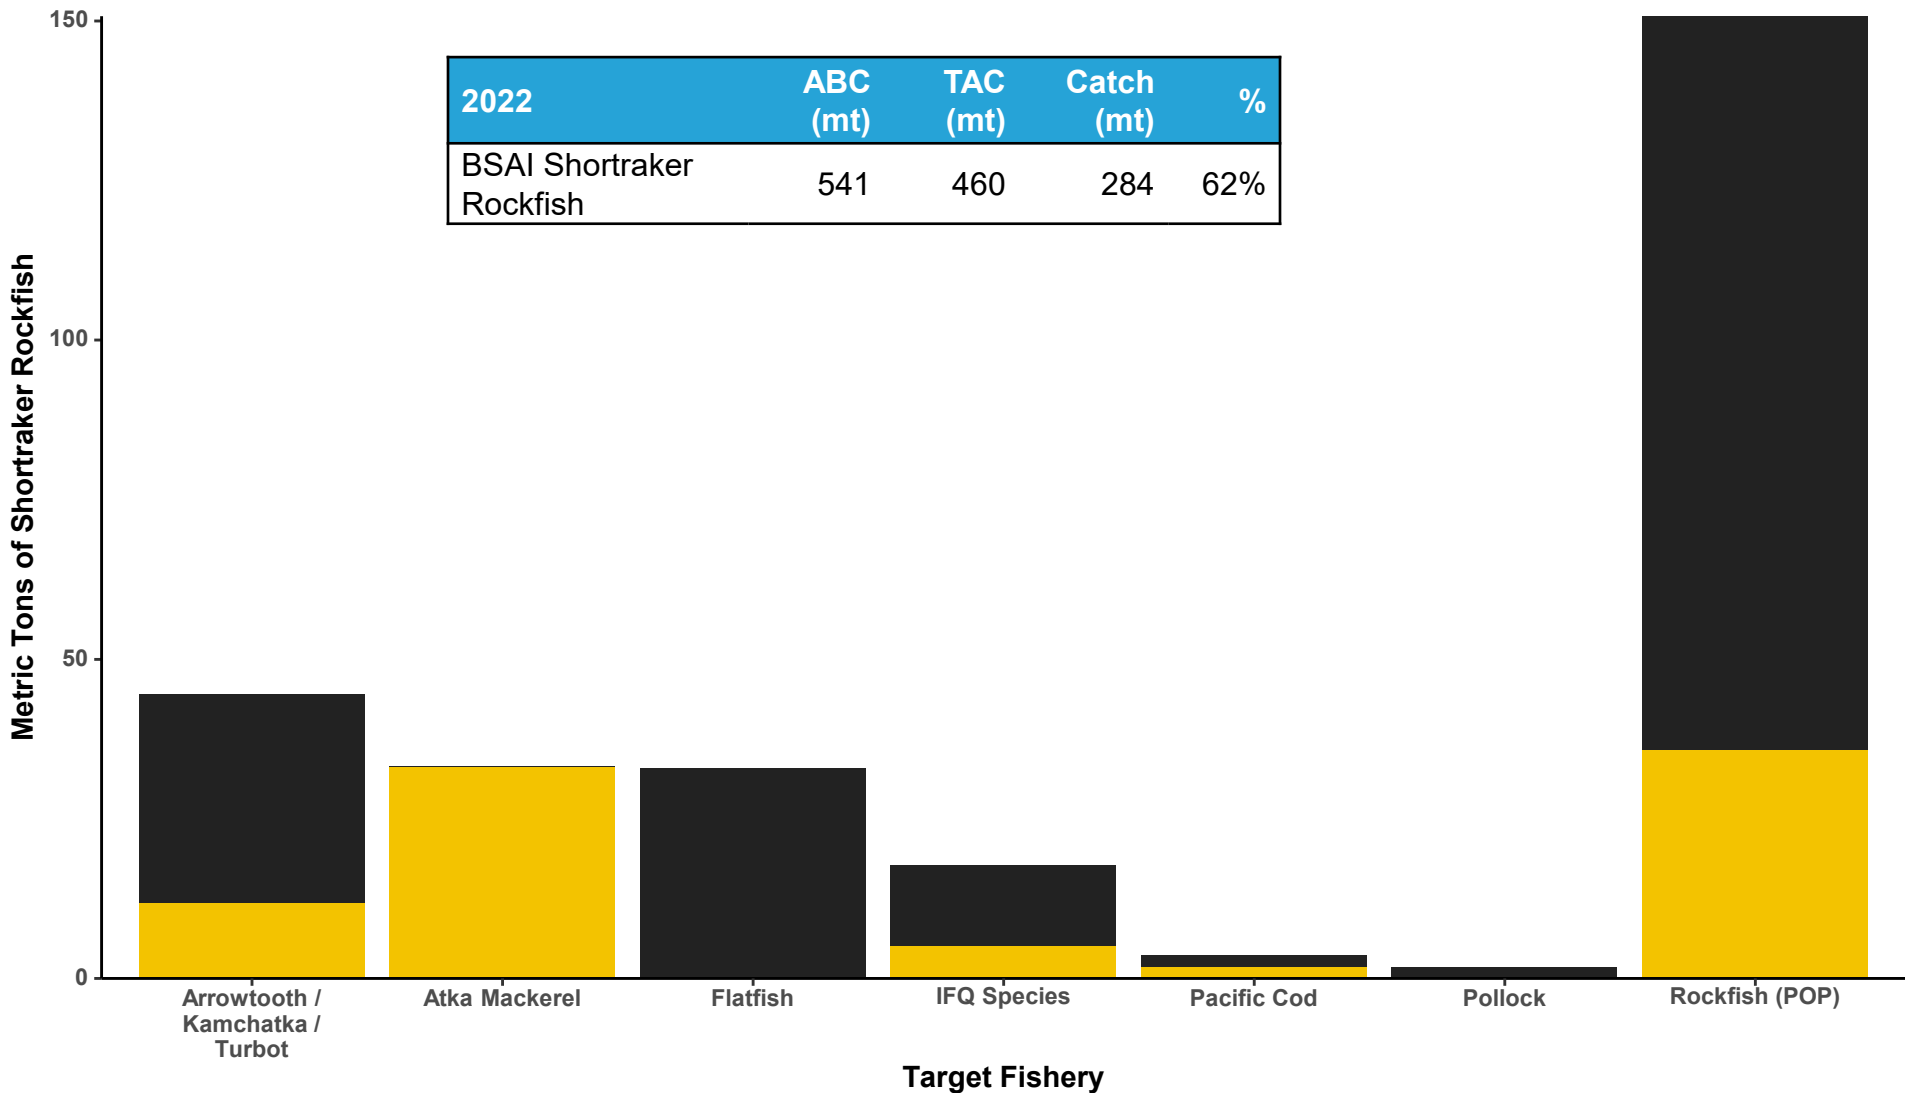 150
100
50
0
Metric Tons of Shortraker Rockfish
2022 ABC (mt) TAC (mt) Catch (mt) %
BSAI Shortraker Rockfish 541 460 284 62%
Arrowtooth / Kamchatka / Turbot
Atka Mackerel
Flatfish
IFQ Species
Pacific Cod
Pollock
Rockfish (POP)
Target Fishery